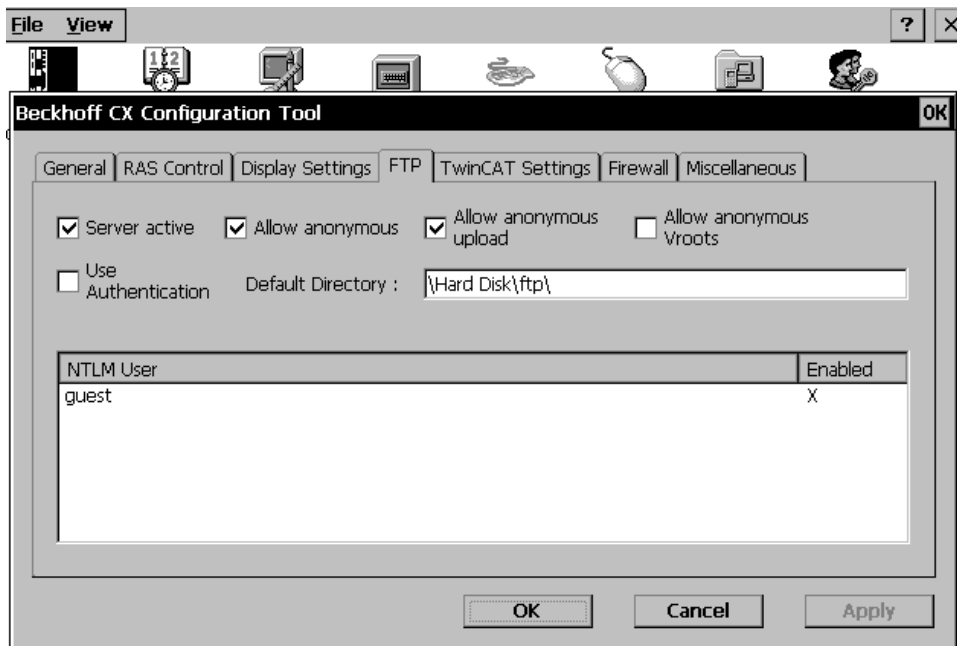 File View ? X
Beckhoff CX Configuration Tool OK
General RAS Control Display Settings FTP TwinCAT Settings Firewall Miscellaneous
Server active Allow anonymous Allow anonymous upload Allow anonymous Vroots
Use Authentication Default Directory : \Hard Disk\ftp\
NTLM User Enabled
guest X
OK Cancel Apply